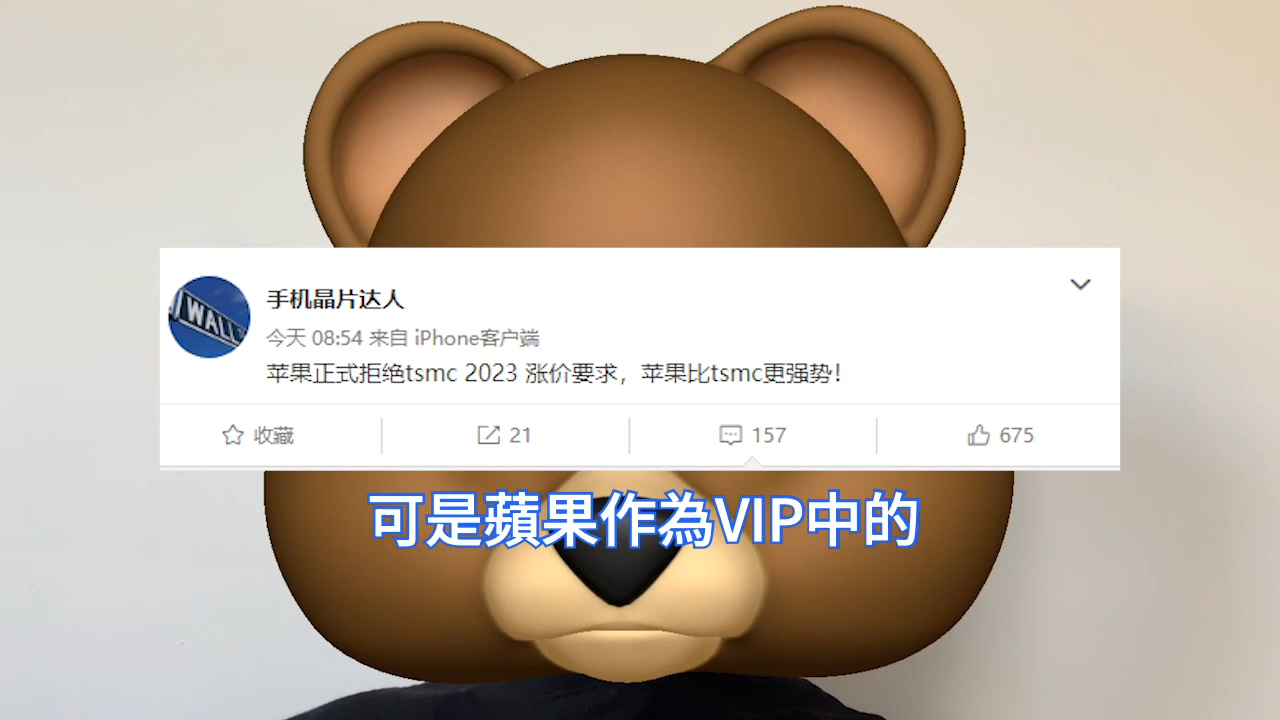 WALL
手机晶片达人
今天 08:54 来自 iPhone客户端
苹果正式拒绝tsmc 2023 涨价要求，苹果比tsmc更强势！
收藏
21
157
675
可是蘋果作為VIP中的